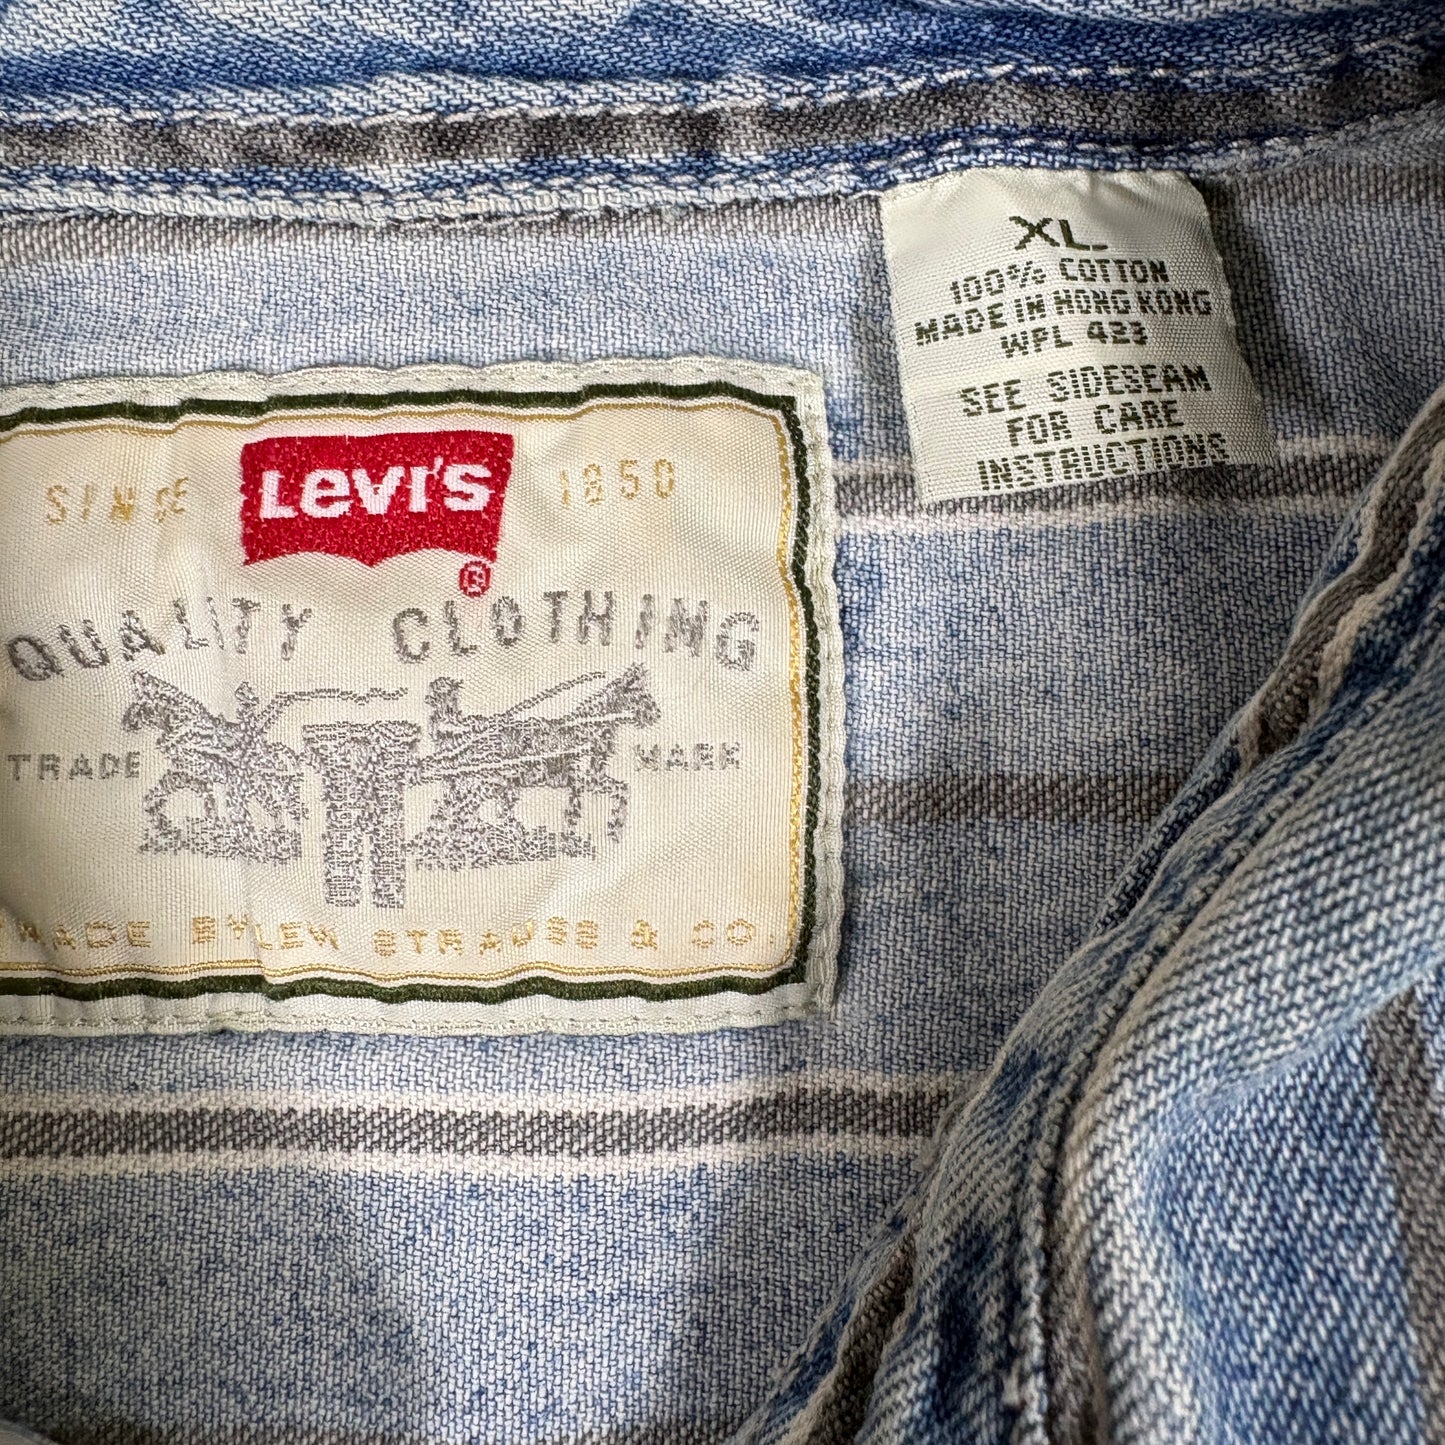 XL.
100% COTTON
MADE IN HONG KONG
WPL 423
SEE SIDESEAM
FOR CARE
INSTRUCTIONS
SINCE LEVI'S 1850
®
QUALITY CLOTHING
TRADE MARK
MADE BY LEVI STRAUSS & CO.